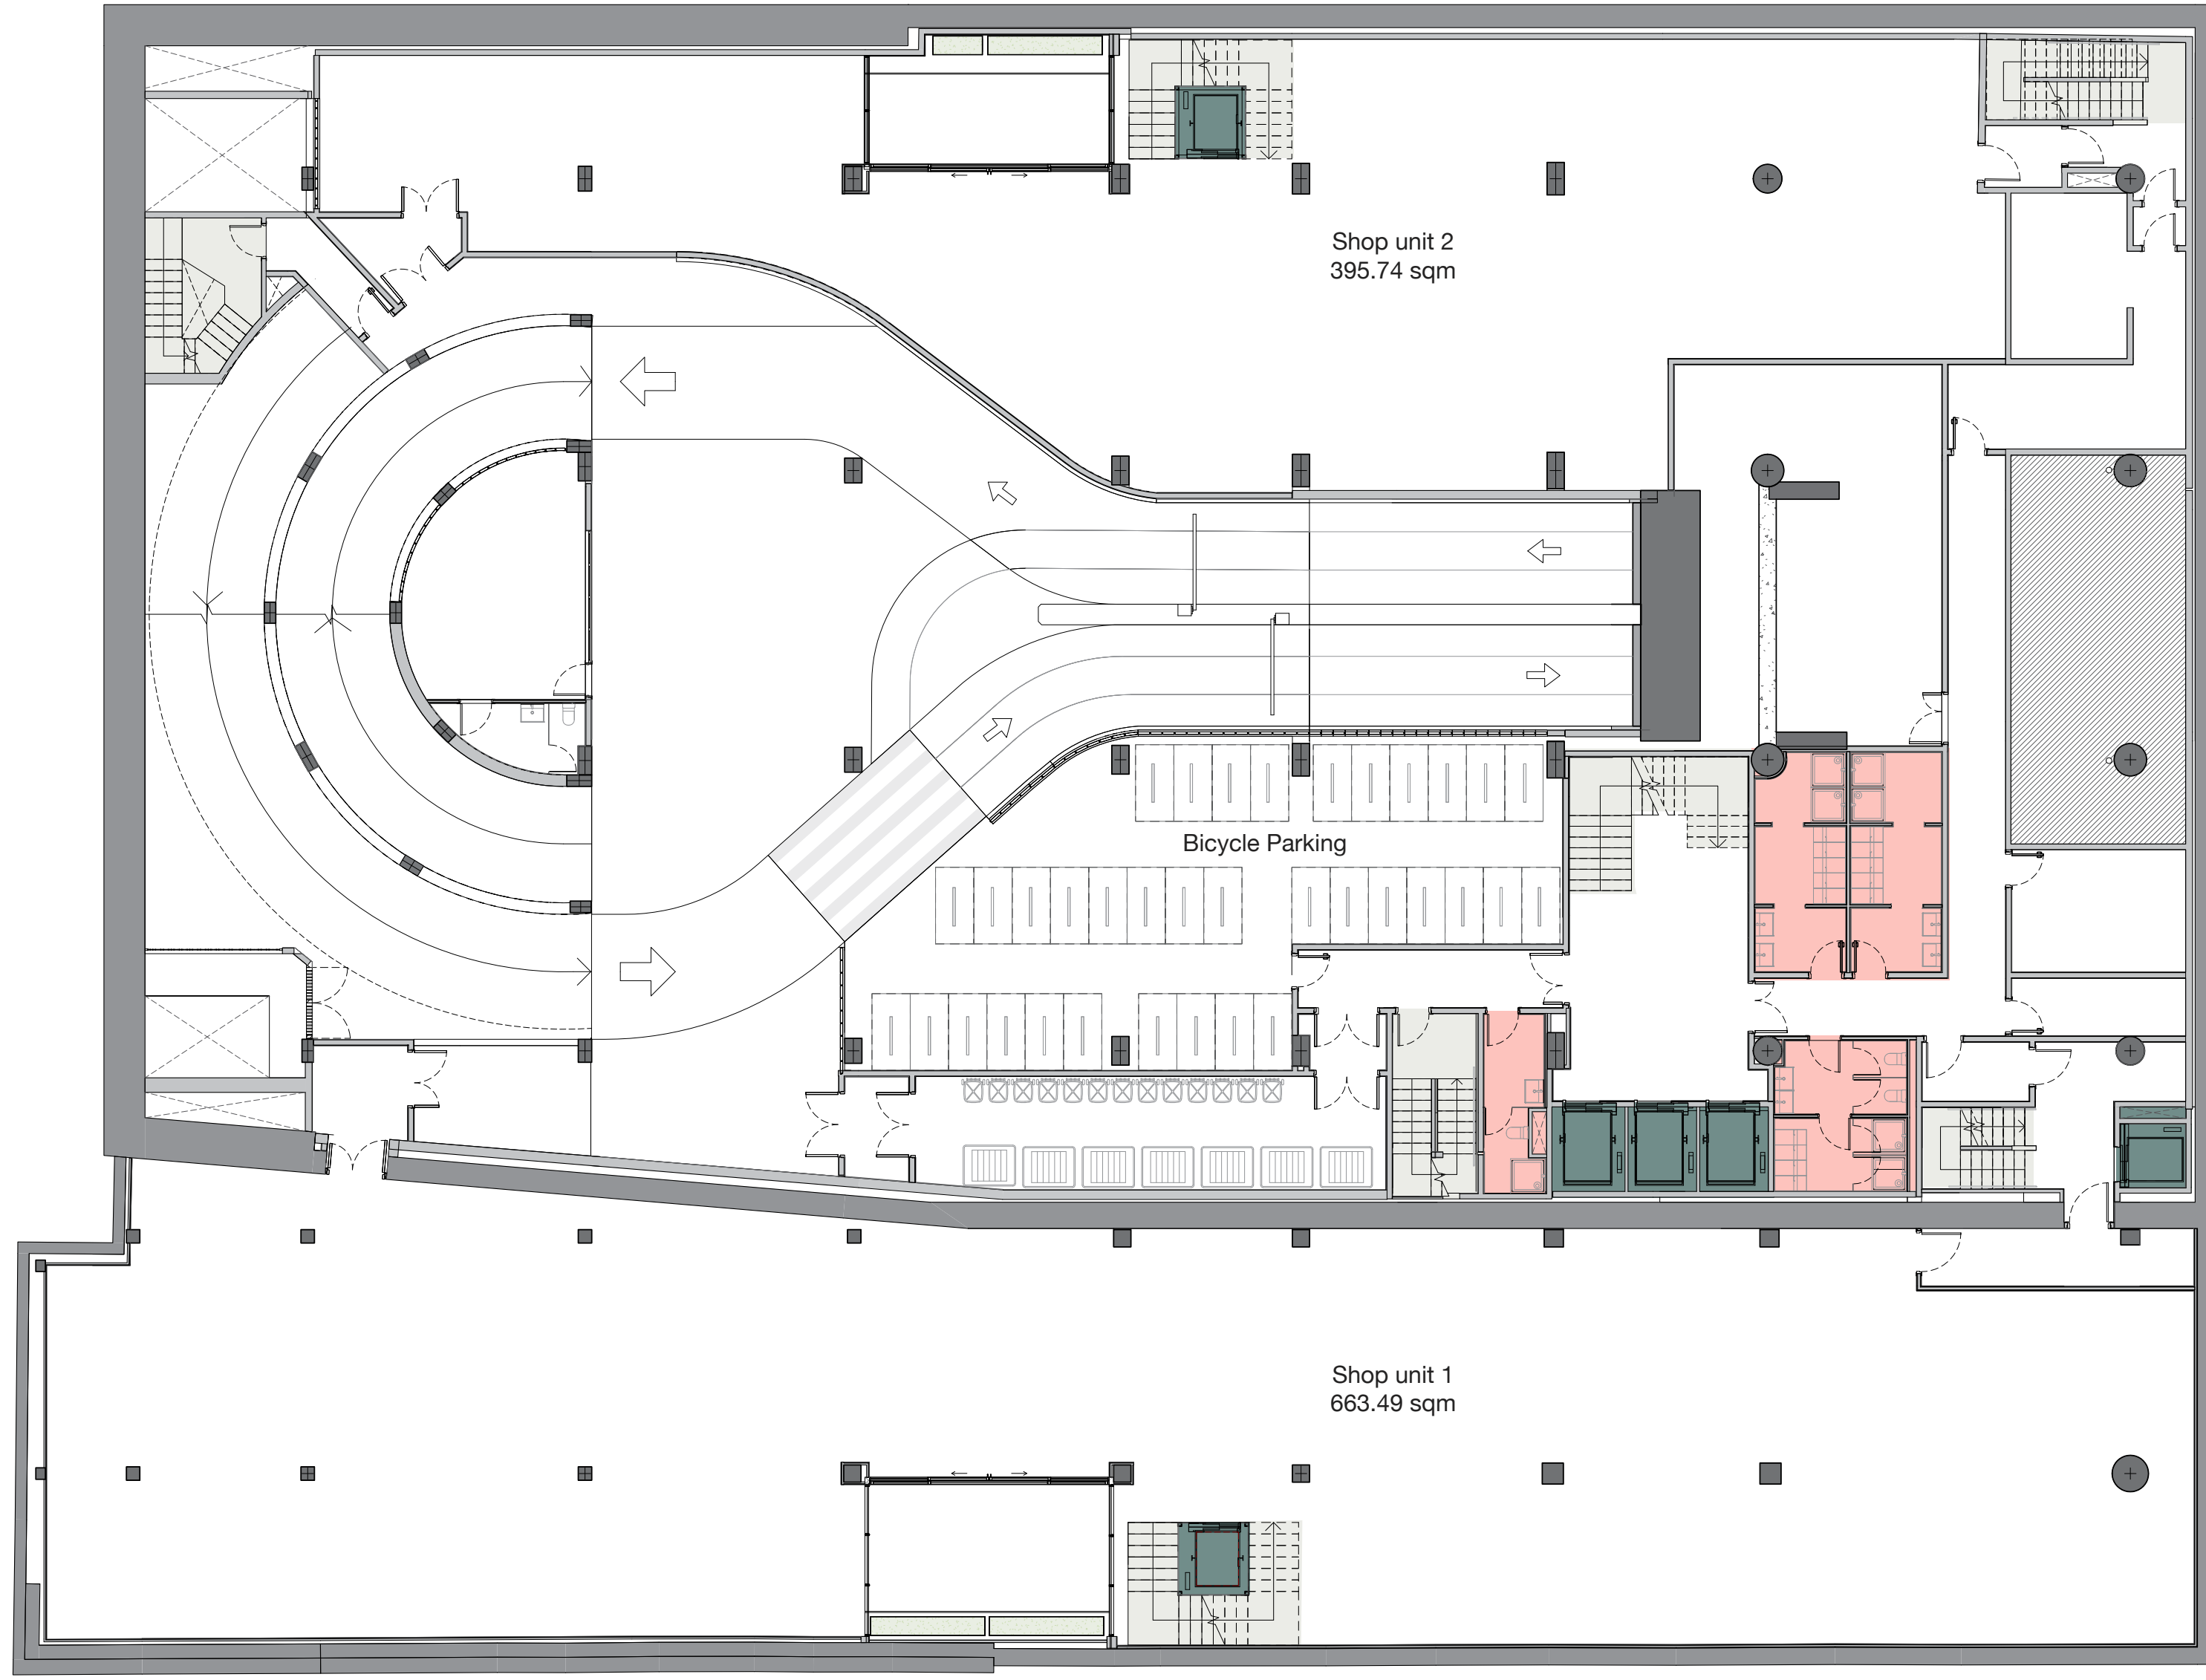 Shop unit 2
395.74 sqm
Bicycle Parking
Shop unit 1
663.49 sqm